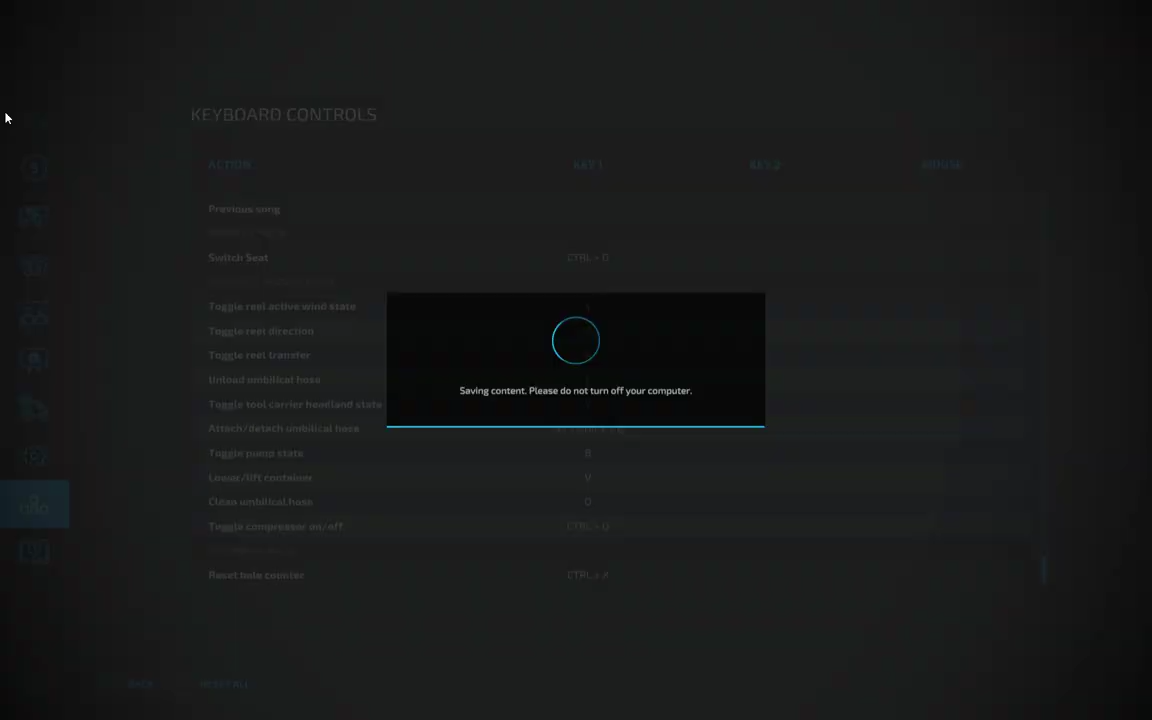 KEYBOARD CONTROLS
ACTION KEY 1 KEY 2 MOUSE
Previous song
Switch Seat CTRL + D
Toggle reel active wind state
Toggle reel direction
Toggle reel transfer
Unload umbilical hose
Saving content. Please do not turn off your computer.
Toggle tool carrier headland state
Attach/detach umbilical hose
Toggle pump state B
Lower/lift container V
Clean umbilical hose O
Toggle compressor on/off
Reset bale counter CTRL + A
BACK RESET ALL